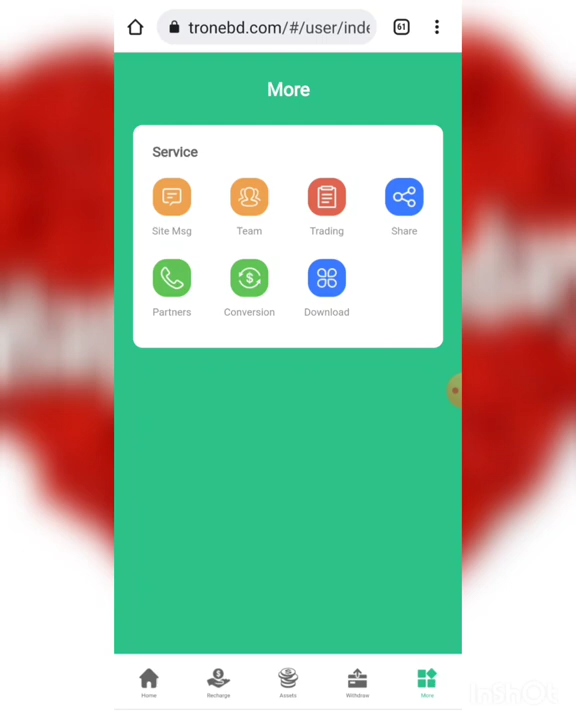 61
tronebd.com/#/user/inde
More
Service
Site Msg
Team
Trading
Share
Partners
Conversion
Download
Home
Recharge
Assets
Withdraw
More
InShOt